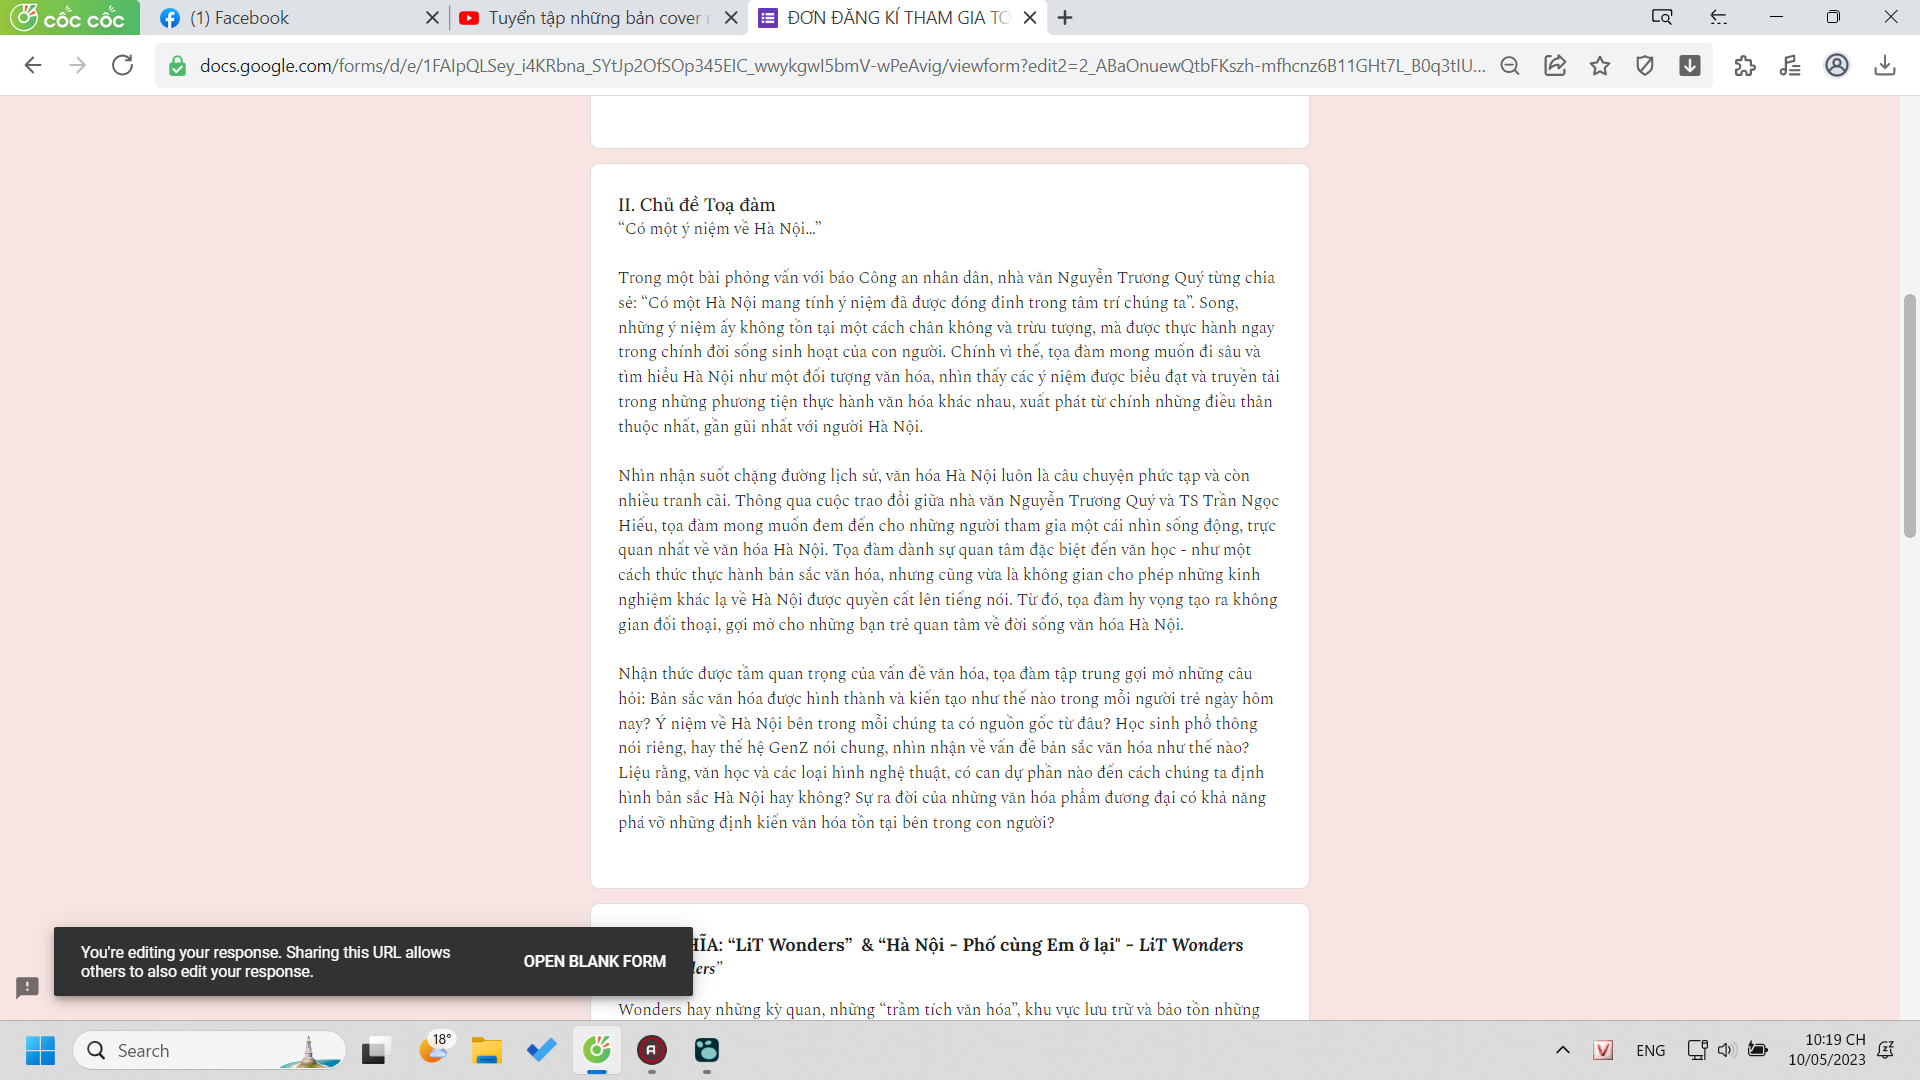 cốc cốc
(1) Facebook
Tuyển tập những bản cover
ĐƠN ĐĂNG KÍ THAM GIA TO
docs.google.com/forms/d/e/1FAIpQLSey_i4KRbna_SYtJp2OfSOp345EIC_wwykgwI5bmV-wPeAvig/viewform?edit2=2_ABaOnuewQtbFKszh-mfhcnz6B11GHt7L_B0q3tIU...
II. Chủ đề Toạ đàm
“Có một ý niệm về Hà Nội...”
Trong một bài phỏng vấn với báo Công an nhân dân, nhà văn Nguyễn Trương Quý từng chia
sẻ: “Có một Hà Nội mang tính ý niệm đã được đóng đinh trong tâm trí chúng ta”. Song,
những ý niệm ấy không tồn tại một cách chân không và trừu tượng, mà được thực hành ngay
trong chính đời sống sinh hoạt của con người. Chính vì thế, tọa đàm mong muốn đi sâu và
tìm hiểu Hà Nội như một đối tượng văn hóa, nhìn thấy các ý niệm được biểu đạt và truyền tải
trong những phương tiện thực hành văn hóa khác nhau, xuất phát từ chính những điều thân
thuộc nhất, gần gũi nhất với người Hà Nội.
Nhìn nhận suốt chặng đường lịch sử, văn hóa Hà Nội luôn là câu chuyện phức tạp và còn
nhiều tranh cãi. Thông qua cuộc trao đổi giữa nhà văn Nguyễn Trương Quý và TS Trần Ngọc
Hiếu, tọa đàm mong muốn đem đến cho những người tham gia một cái nhìn sống động, trực
quan nhất về văn hóa Hà Nội. Tọa đàm dành sự quan tâm đặc biệt đến văn học - như một
cách thức thực hành bản sắc văn hóa, nhưng cũng vừa là không gian cho phép những kinh
nghiệm khác lạ về Hà Nội được quyền cất lên tiếng nói. Từ đó, tọa đàm hy vọng tạo ra không
gian đối thoại, gợi mở cho những bạn trẻ quan tâm về đời sống văn hóa Hà Nội.
Nhận thức được tầm quan trọng của vấn đề văn hóa, tọa đàm tập trung gợi mở những câu
hỏi: Bản sắc văn hóa được hình thành và kiến tạo như thế nào trong mỗi người trẻ ngày hôm
nay? Ý niệm về Hà Nội bên trong mỗi chúng ta có nguồn gốc từ đâu? Học sinh phổ thông
nói riêng, hay thế hệ GenZ nói chung, nhìn nhận về vấn đề bản sắc văn hóa như thế nào?
Liệu rằng, văn học và các loại hình nghệ thuật, có can dự phần nào đến cách chúng ta định
hình bản sắc Hà Nội hay không? Sự ra đời của những văn hóa phẩm đương đại có khả năng
phá vỡ những định kiến văn hóa tồn tại bên trong con người?
HĨA: “LiT Wonders” & “Hà Nội - Phố cùng Em ở lại" - LiT Wonders
ders”
Wonders hay những kỳ quan, những “trầm tích văn hóa”, khu vực lưu trữ và bảo tồn những
You're editing your response. Sharing this URL allows
others to also edit your response.
OPEN BLANK FORM
Search
18°
ENG
10:19 CH
10/05/2023